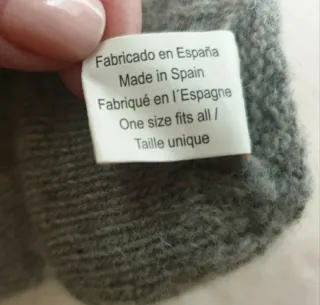 Fabricado en España
Made in Spain
Fabriqué en l´Espagne
One size fits all /
Taille unique